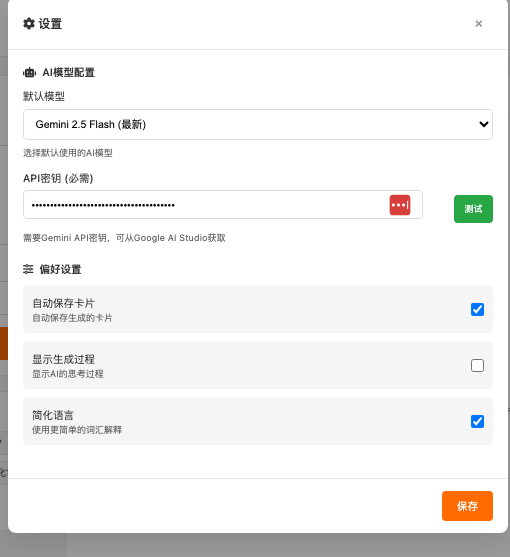 设置
×
AI模型配置
默认模型
Gemini 2.5 Flash (最新)
选择默认使用的AI模型
API密钥 (必需)
••••••••••••••••••••••••••••••••••••••• 
测试
需要Gemini API密钥，可从Google AI Studio获取
偏好设置
自动保存卡片
自动保存生成的卡片
显示生成过程
显示AI的思考过程
简化语言
使用更简单的词汇解释
保存